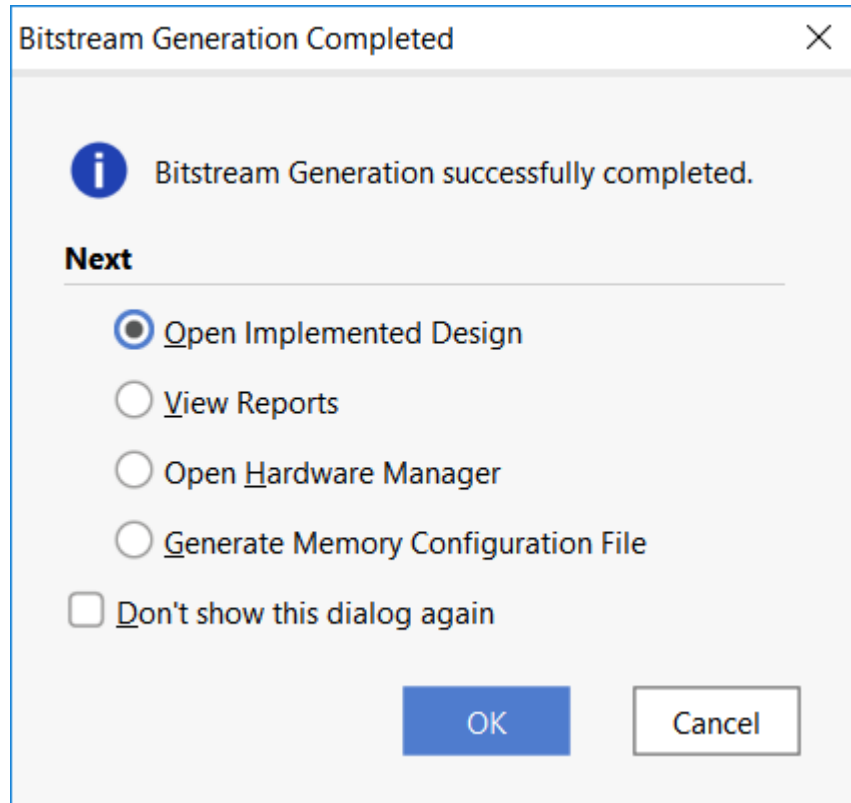 Bitstream Generation Completed
Bitstream Generation successfully completed.
Next
Open Implemented Design
View Reports
Open Hardware Manager
Generate Memory Configuration File
Don't show this dialog again
OK
Cancel